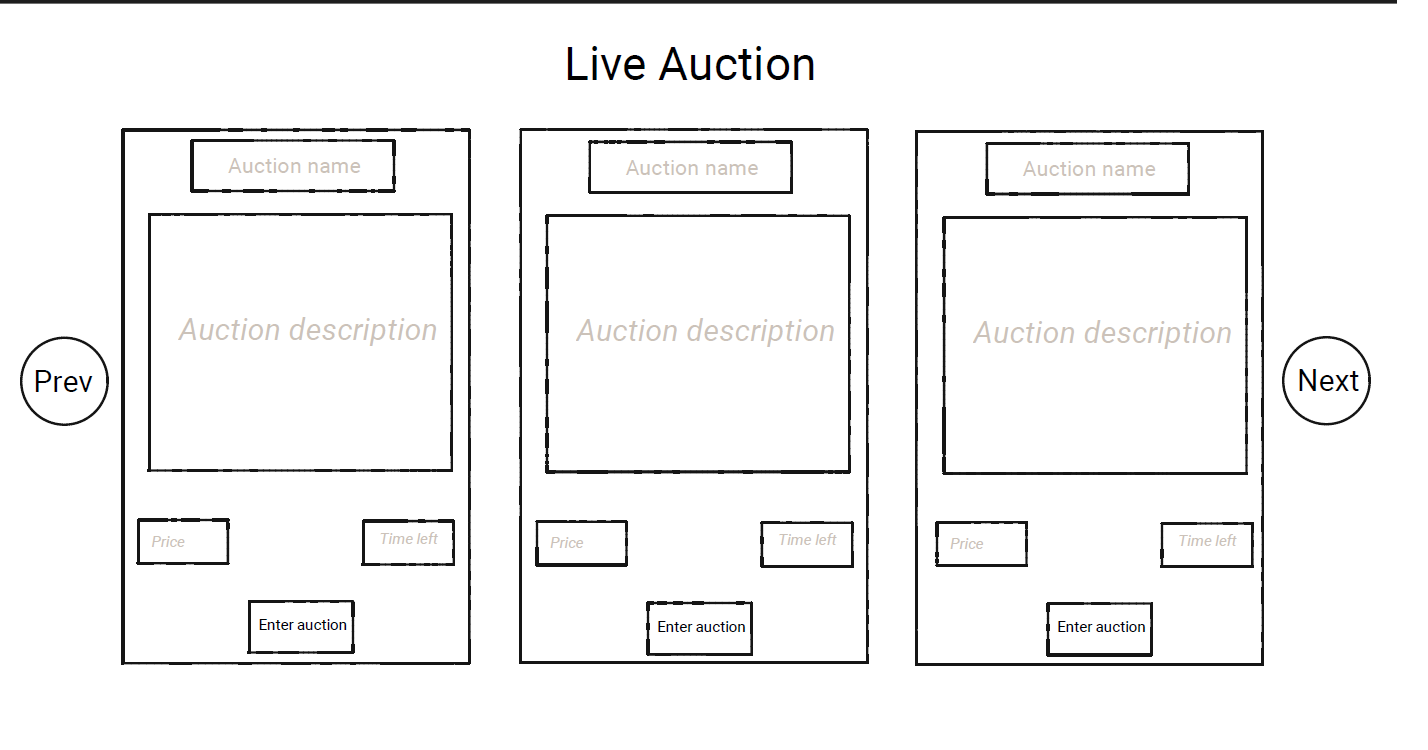 Live Auction
Auction name
Auction name
Auction name
Auction description
Auction description
Auction description
Prev
Next
Price
Time left
Price
Time left
Price
Time left
Enter auction
Enter auction
Enter auction